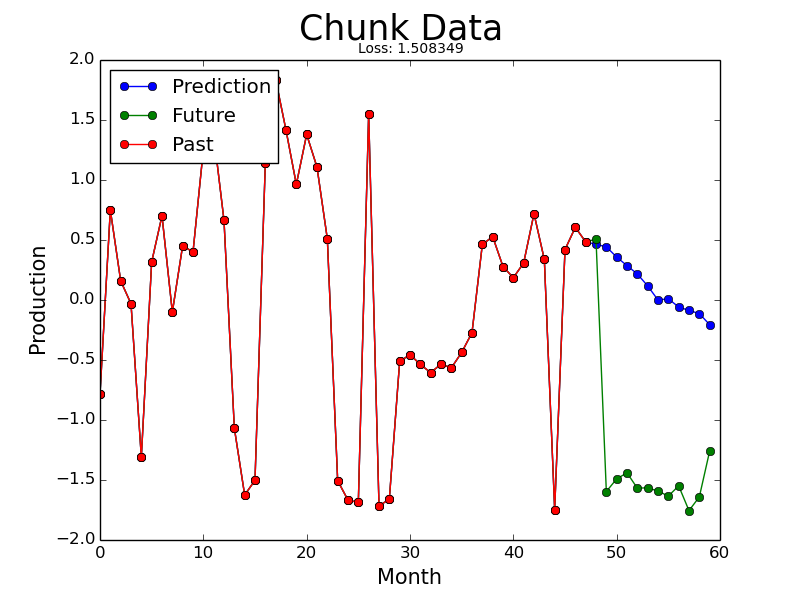 Chunk Data
Loss: 1.508349
Prediction
Future
Past
Production
2.0
1.5
1.0
0.5
0.0
−0.5
−1.0
−1.5
−2.0
0 10 20 30 40 50 60
Month